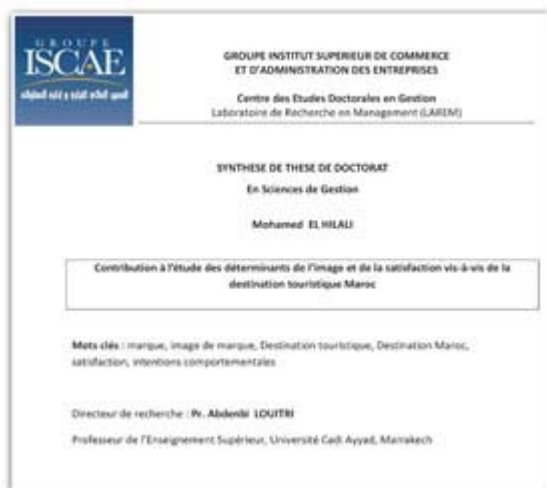 GROUPE
ISCAE
GROUPE INSTITUT SUPERIEUR DE COMMERCE
ET D'ADMINISTRATION DES ENTREPRISES
Centre des Etudes Doctorales en Gestion
Laboratoire de Recherche en Management (LAREM)
SYNTHESE DE THESE DE DOCTORAT
En Sciences de Gestion
Mohamed EL HILALI
Contribution à l'étude des déterminants de l'image et de la satisfaction vis-à-vis de la
destination touristique Maroc
Mots clés : marque, image de marque, Destination touristique, Destination Maroc,
satisfaction, intentions comportementales
Directeur de recherche : Pr. Abdenbi LOUITRI
Professeur de l'Enseignement Supérieur, Université Cadi Ayyad, Marrakech